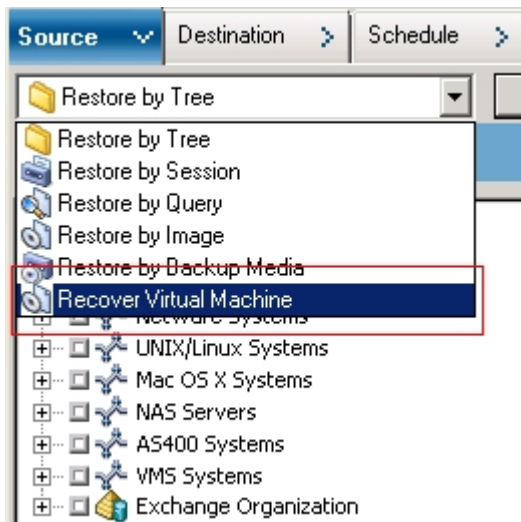 Source Destination Schedule
Restore by Tree
Restore by Tree
Restore by Session
Restore by Query
Restore by Image
Restore by Backup Media
Recover Virtual Machine
Netware Systems
UNIX/Linux Systems
Mac OS X Systems
NAS Servers
AS400 Systems
VMS Systems
Exchange Organization